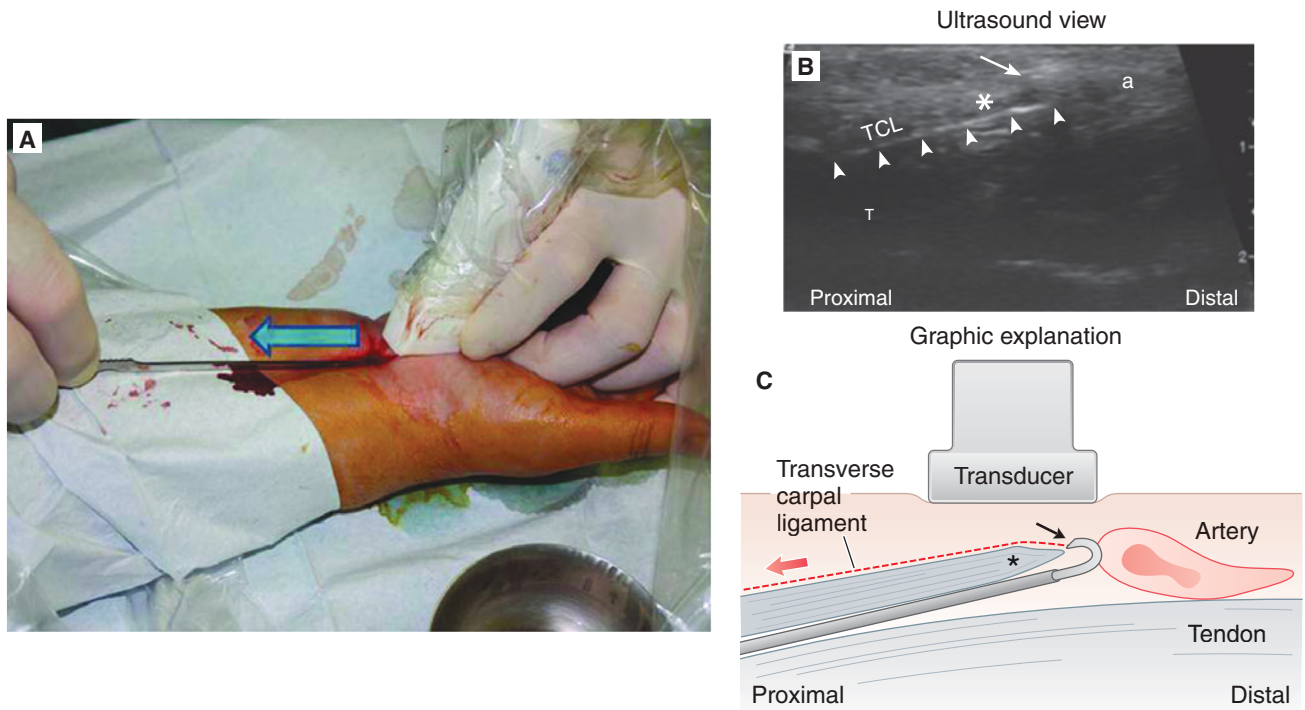 A
Ultrasound view
B
a
*
TCL
1
T
2
Proximal Distal
Graphic explanation
C
Transducer
Transverse
carpal
ligament
Artery
*
Tendon
Proximal Distal